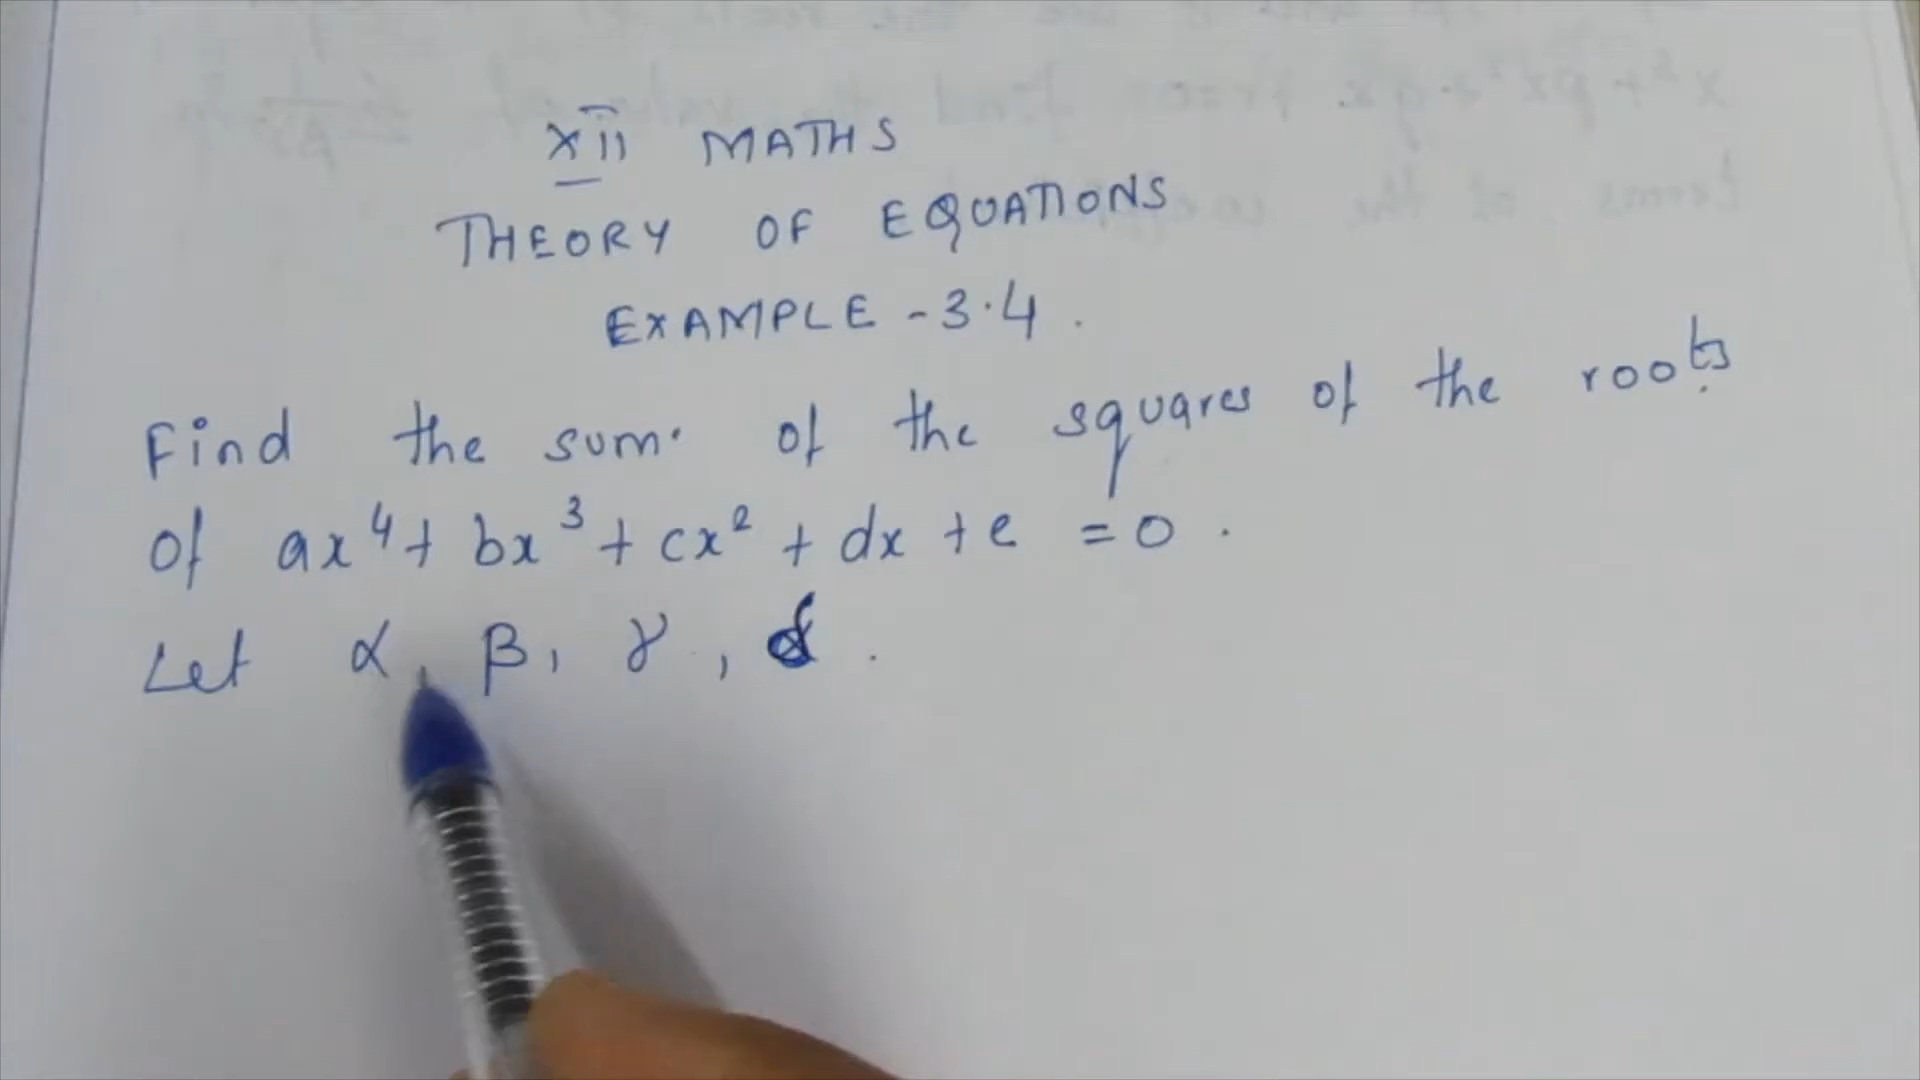 XII MATHS
THEORY OF EQUATIONS
EXAMPLE - 3.4.
Find the sum of the squares of the roots
of ax⁴ + bx³ + cx² + dx + e = 0.
Let α, β, γ, δ.